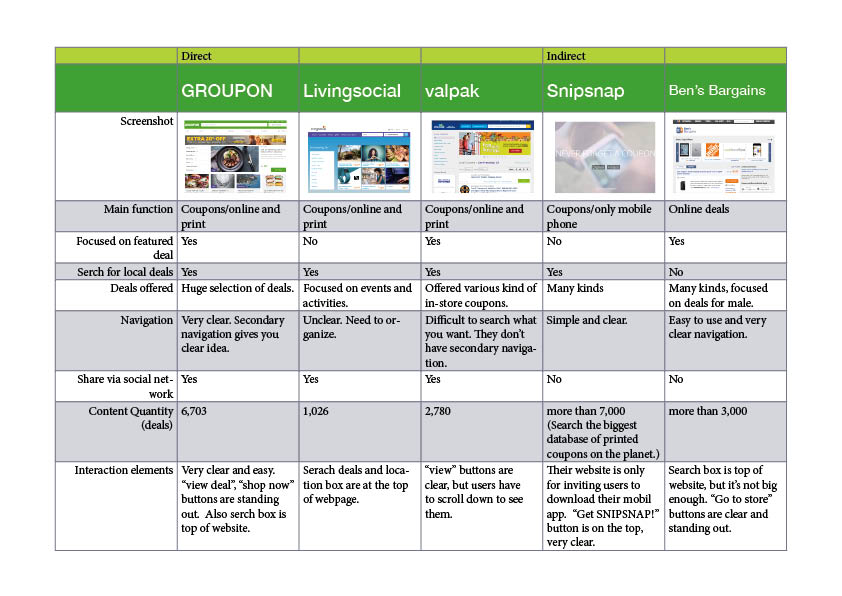 Direct Indirect
GROUPON Livingsocial valpak Snipsnap Ben's Bargains
Screenshot
EXTRA 20% OFF
NEVER FORGET A COUPON
Main function
Coupons/online and
print
Coupons/online and
print
Coupons/online and
print
Coupons/only mobile
phone
Online deals
Focused on featured
deal
Yes
No
Yes
No
Yes
Serch for local deals
Yes
Yes
Yes
Yes
No
Deals offered
Huge selection of deals.
Focused on events and
activities.
Offered various kind of
in-store coupons.
Many kinds
Many kinds, focused
on deals for male.
Navigation
Very clear. Secondary
navigation gives you
clear idea.
Unclear. Need to or-
ganize.
Difficult to search what
you want. They don't
have secondary naviga-
tion.
Simple and clear.
Easy to use and very
clear navigation.
Share via social net-
work
Yes
Yes
Yes
No
No
Content Quantity
(deals)
6,703
1,026
2,780
more than 7,000
(Search the biggest
database of printed
coupons on the planet.)
more than 3,000
Interaction elements
Very clear and easy.
“view deal”, “shop now”
buttons are standing
out. Also serch box is
top of website.
Serach deals and loca-
tion box are at the top
of webpage.
“view” buttons are
clear, but users have
to scroll down to see
them.
Their website is only
for inviting users to
download their mobil
app. “Get SNIPSNAP!”
button is on the top,
very clear.
Search box is top of
website, but it's not big
enough. “Go to store”
buttons are clear and
standing out.